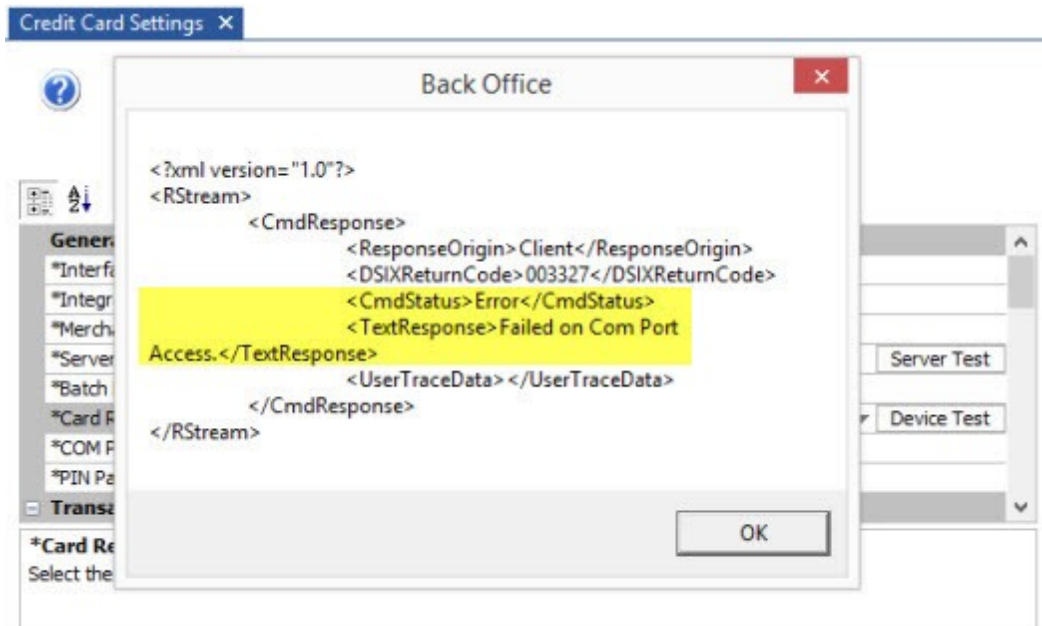 Credit Card Settings
Back Office
<?xml version="1.0"?>
<RStream>
<CmdResponse>
<ResponseOrigin>Client</ResponseOrigin>
<DSIXReturnCode>003327</DSIXReturnCode>
<CmdStatus>Error</CmdStatus>
<TextResponse>Failed on Com Port
Access.</TextResponse>
<UserTraceData></UserTraceData>
</CmdResponse>
</RStream>
OK
Genera
*Interfa
*Integr
*Mercha
*Server
Server Test
*Batch
*Card R
Device Test
*COM P
*PIN Pa
Transa
*Card Re
Select the